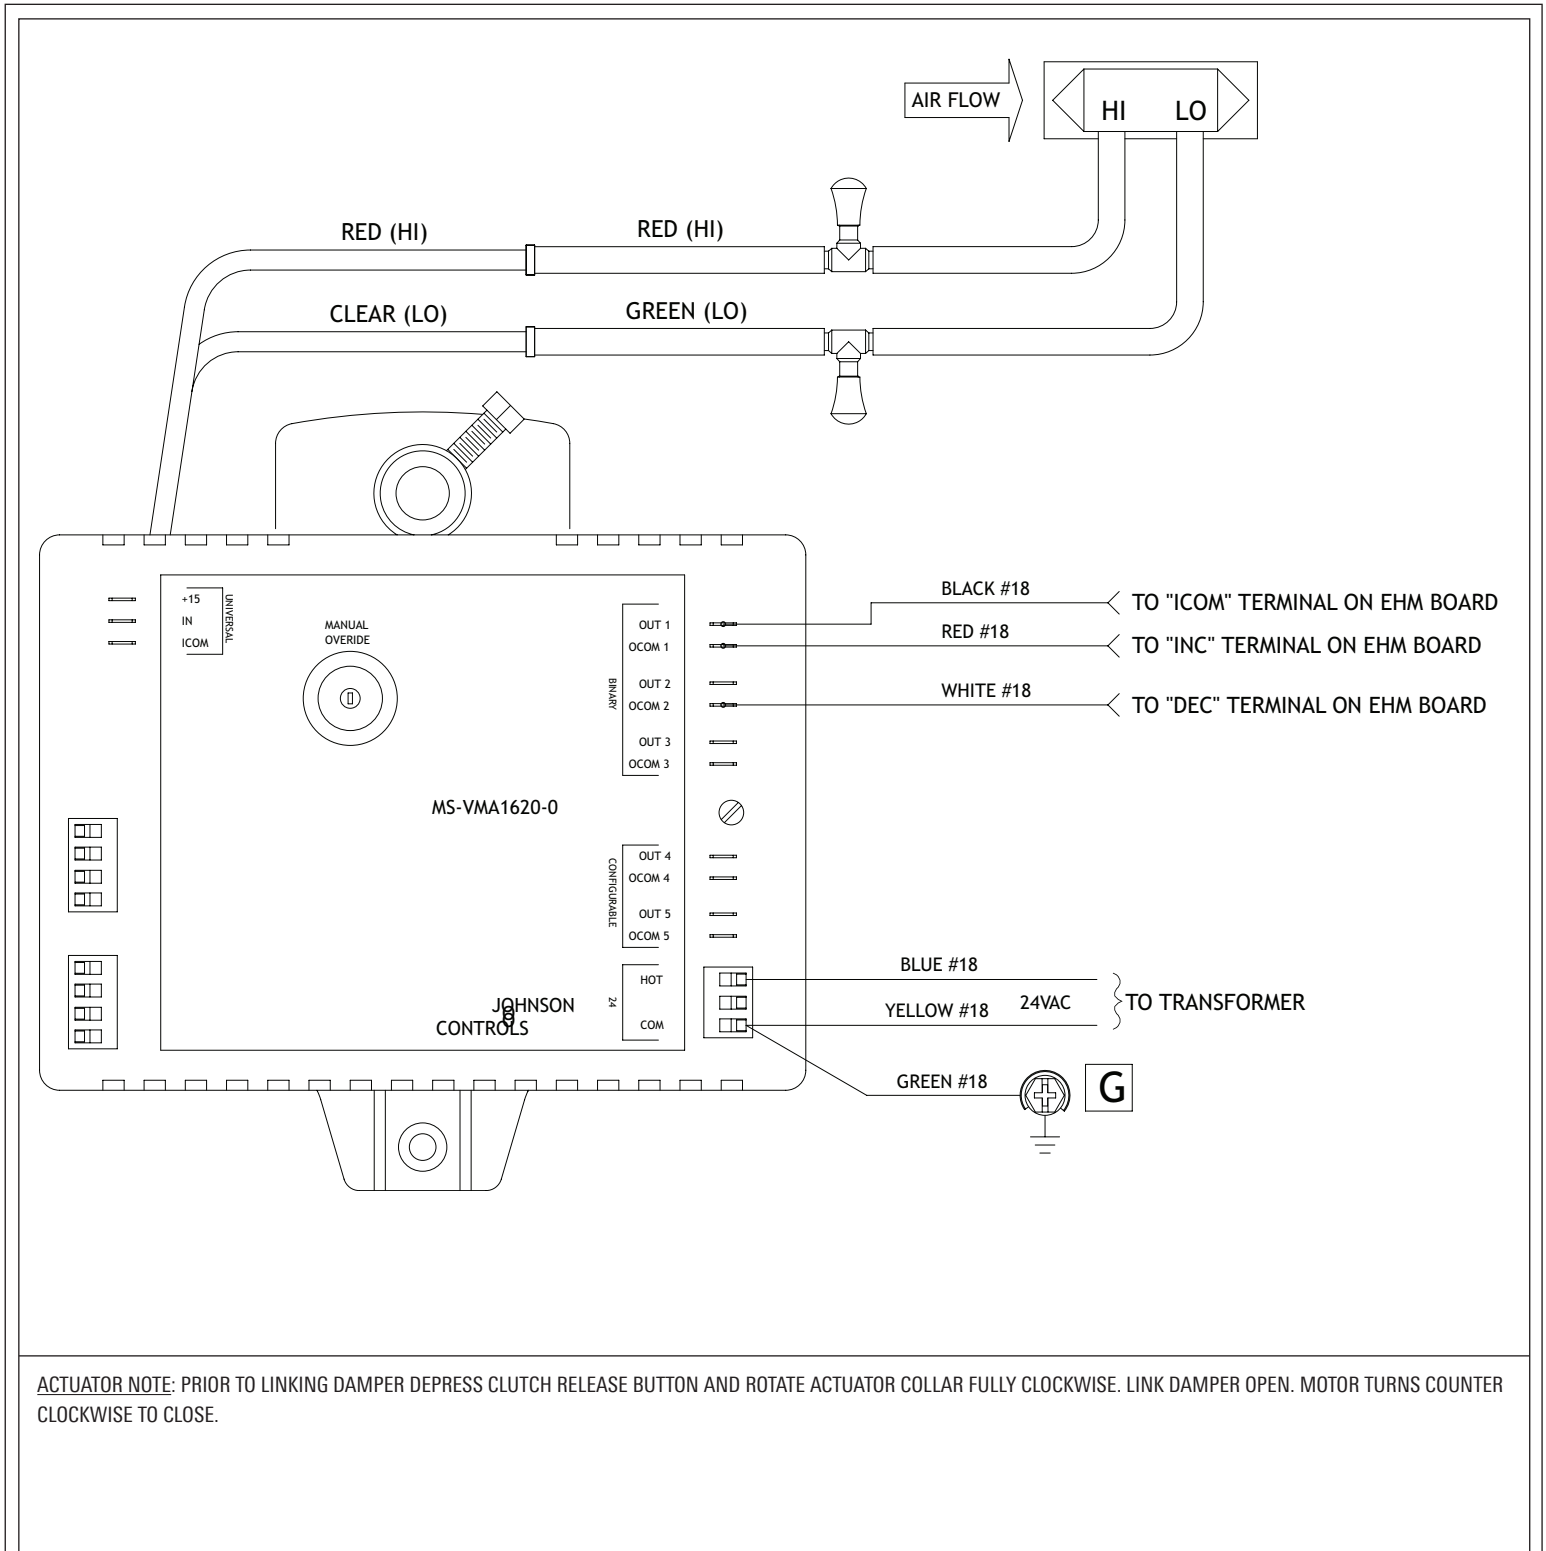 AIR FLOW
HI LO
RED (HI)
RED (HI)
CLEAR (LO)
GREEN (LO)
+15
IN
ICOM
UNIVERSAL
MANUAL
OVERIDE
OUT 1
OCOM 1
OUT 2
OCOM 2
OUT 3
OCOM 3
BINARY
BLACK #18
TO "ICOM" TERMINAL ON EHM BOARD
RED #18
TO "INC" TERMINAL ON EHM BOARD
WHITE #18
TO "DEC" TERMINAL ON EHM BOARD
MS-VMA1620-0
OUT 4
OCOM 4
OUT 5
OCOM 5
CONFIGURABLE
HOT
24
COM
JOHNSON
CONTROLS
BLUE #18
YELLOW #18
24VAC
TO TRANSFORMER
GREEN #18
G
ACTUATOR NOTE: PRIOR TO LINKING DAMPER DEPRESS CLUTCH RELEASE BUTTON AND ROTATE ACTUATOR COLLAR FULLY CLOCKWISE. LINK DAMPER OPEN. MOTOR TURNS COUNTER
CLOCKWISE TO CLOSE.